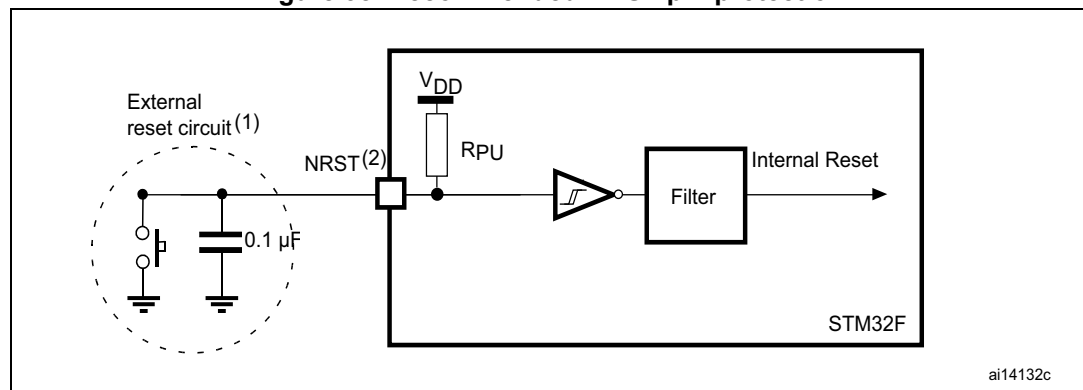 VDD
External
reset circuit(1)
NRST(2)
RPU
Internal Reset
Filter
0.1 µF
STM32F
ai14132c